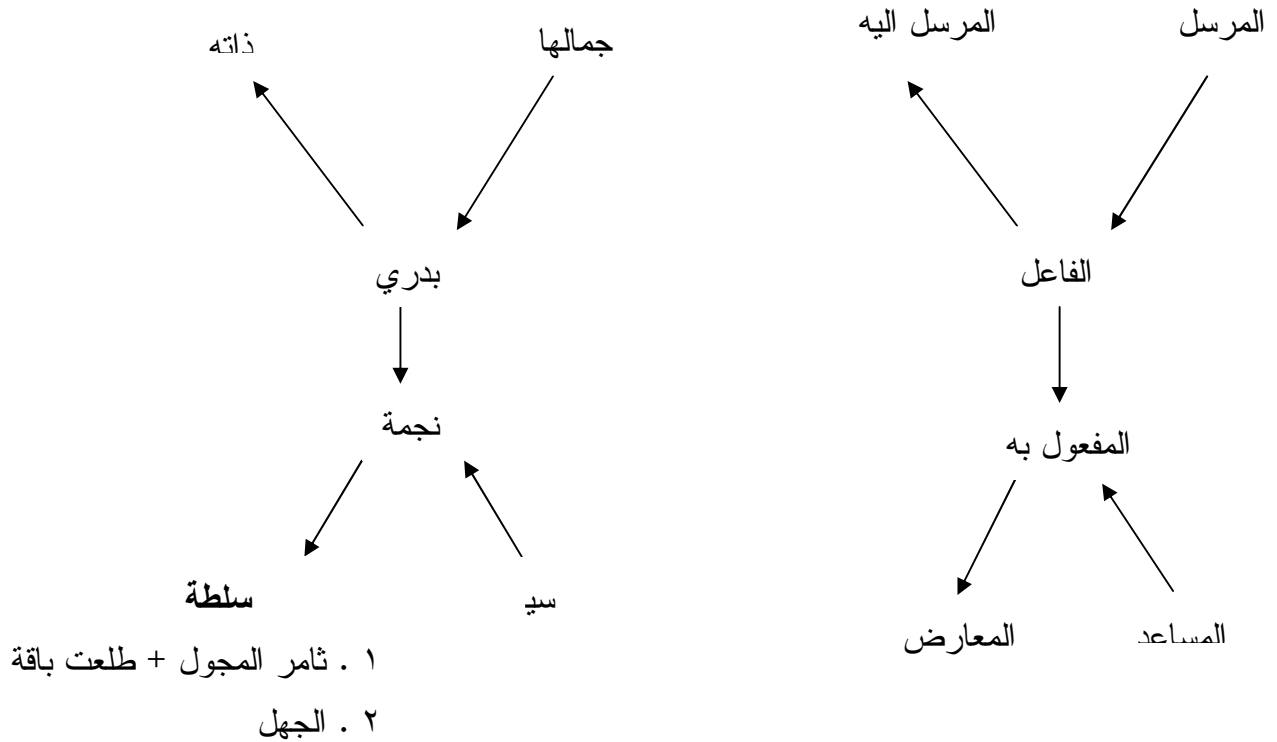 المرسل
المرسل اليه
جمالها
ذاته
الفاعل
بدري
المفعول به
نجمة
المساعد
المعارض
سلطة
١ . ثامر المجول + طلعت باقة
٢ . الجهل